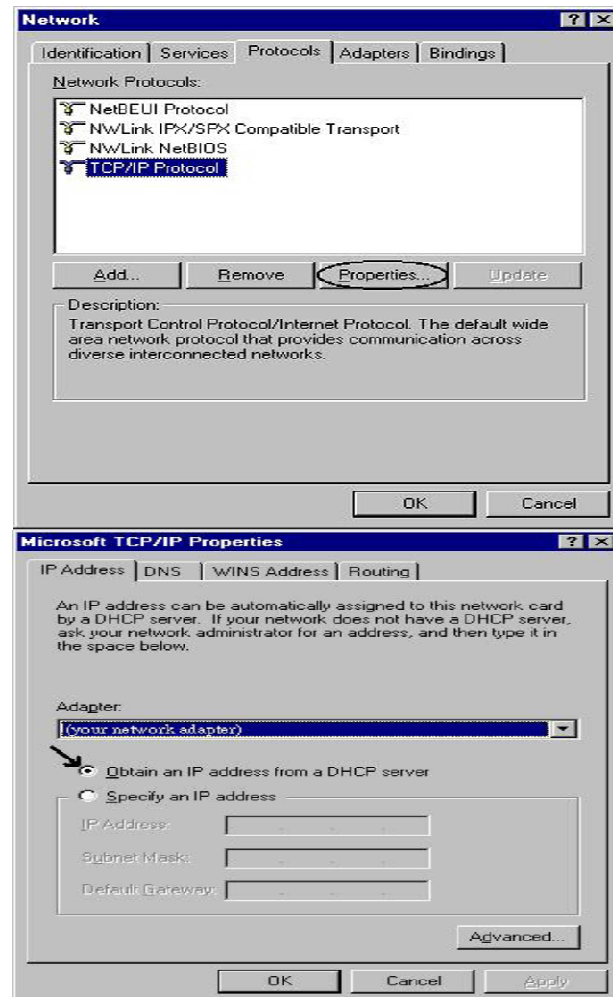 Network
Identification Services Protocols Adapters Bindings
Network Protocols:
NetBEUI Protocol
NWLink IPX/SPX Compatible Transport
NWLink NetBIOS
TCP/IP Protocol
Add... Remove Properties... Update
Description:
Transport Control Protocol/Internet Protocol. The default wide
area network protocol that provides communication across
diverse interconnected networks.
OK Cancel
Microsoft TCP/IP Properties
IP Address DNS WINS Address Routing
An IP address can be automatically assigned to this network card
by a DHCP server. If your network does not have a DHCP server,
ask your network administrator for an address, and then type it in
the space below.
Adapter:
(your network adapter)
Obtain an IP address from a DHCP server
Specify an IP address
IP Address:
Subnet Mask:
Default Gateway:
Advanced...
OK Cancel Apply